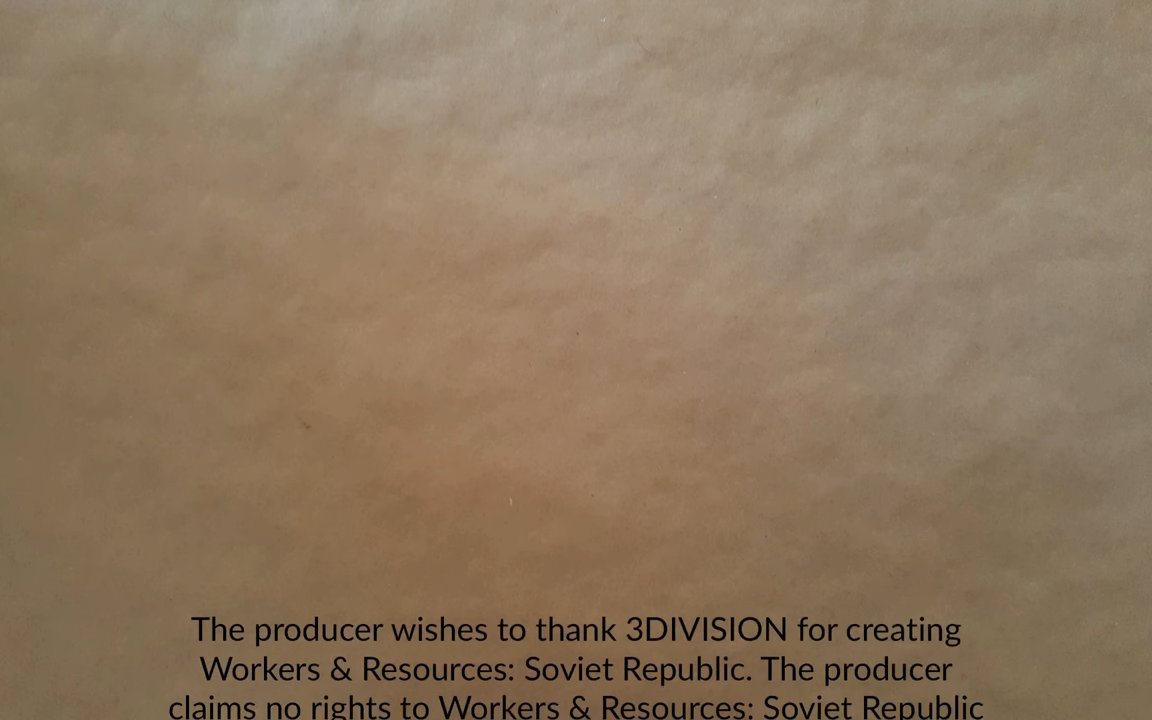 The producer wishes to thank 3DIVISION for creating
Workers & Resources: Soviet Republic. The producer
claims no rights to Workers & Resources: Soviet Republic